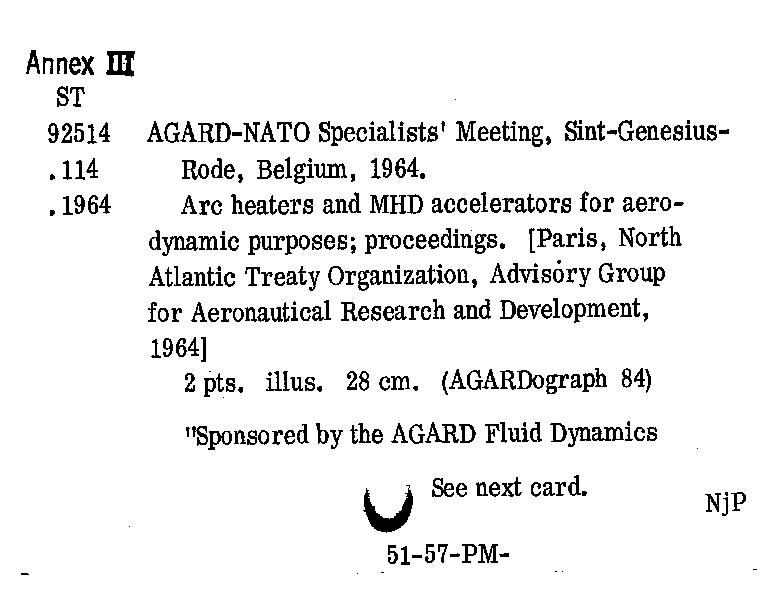 Annex III
ST
92514 AGARD-NATO Specialists' Meeting, Sint-Genesius-
.114 Rode, Belgium, 1964.
.1964 Arc heaters and MHD accelerators for aero-
dynamic purposes; proceedings. [Paris, North
Atlantic Treaty Organization, Advisory Group
for Aeronautical Research and Development,
1964]
2 pts. illus. 28 cm. (AGARDograph 84)
"Sponsored by the AGARD Fluid Dynamics
See next card.
NjP
51-57-PM-